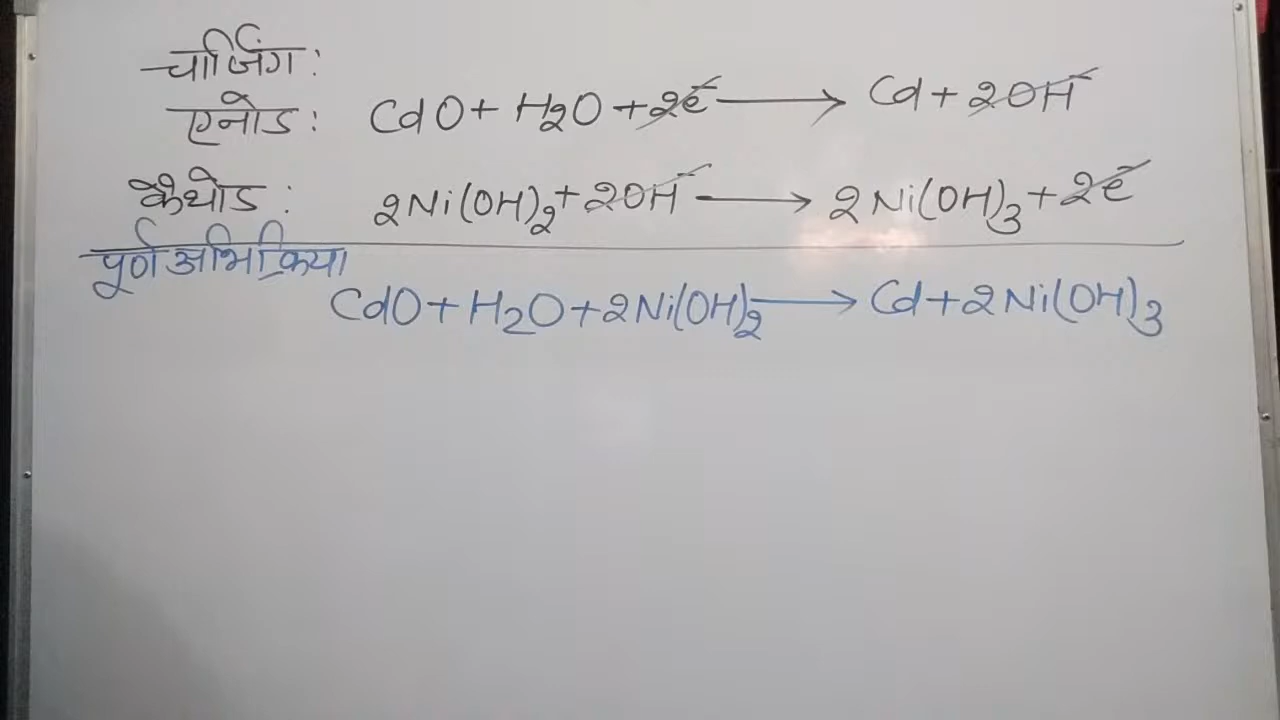 चार्जिंग:
एनोड: CdO + H2O + 2e⁻ ⟶ Cd + 2OH⁻
कैथोड: 2Ni(OH)₂ + 2OH⁻ ⟶ 2Ni(OH)₃ + 2e⁻
पूर्ण अभिक्रिया
CdO + H₂O + 2Ni(OH)₂ ⟶ Cd + 2Ni(OH)₃